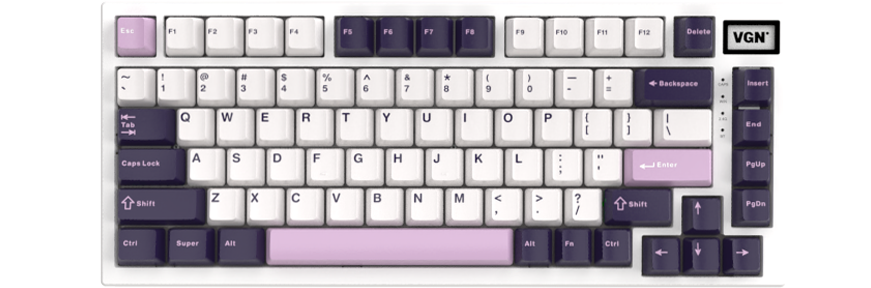 Esc F1 F2 F3 F4 F5 F6 F7 F8 F9 F10 F11 F12 Delete VGN
~ ! @ # $ % ^ & * ( ) — +
` 1 2 3 4 5 6 7 8 9 0 - = ← Backspace Insert
Tab Q W E R T Y U I O P { } | End
[ ] \
Caps Lock A S D F G H J K L : " Enter PgUp
; '
⇧ Shift Z X C V B N M < > ? ⇧ Shift ↑ PgDn
, . /
Ctrl Super Alt Alt Fn Ctrl ← ↓ →